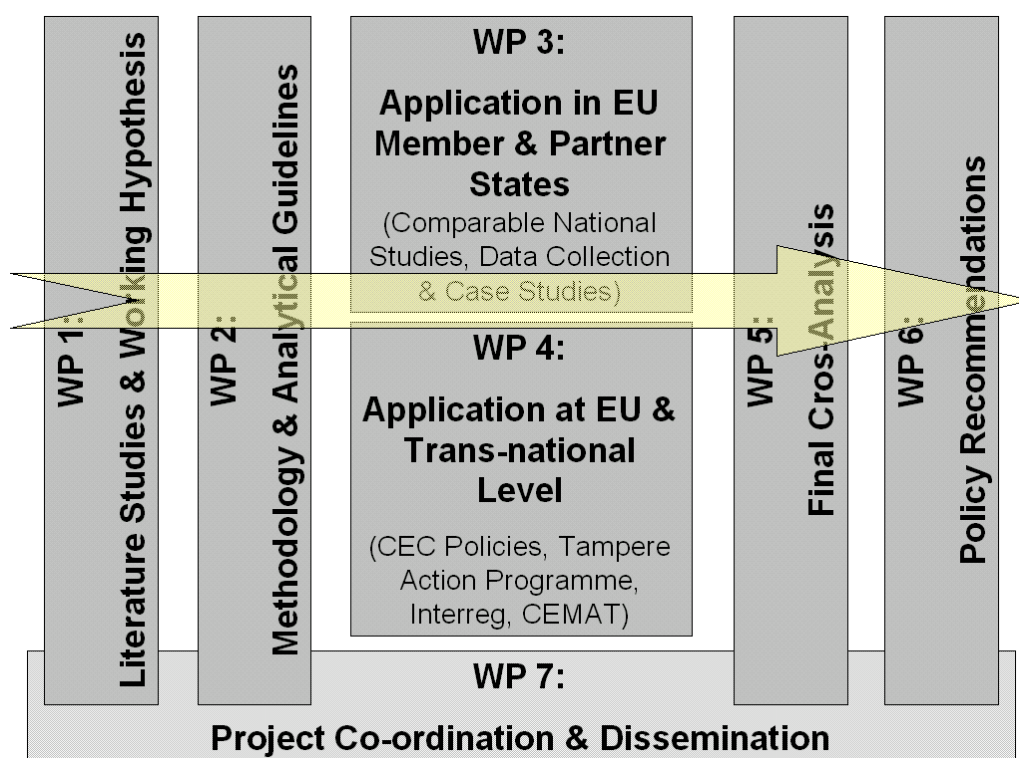 WP 1:
Literature Studies & Working Hypothesis
WP 2:
Methodology & Analytical Guidelines
WP 3:
Application in EU
Member & Partner
States
(Comparable National
Studies, Data Collection
& Case Studies)
WP 4:
Application at EU &
Trans-national
Level
(CEC Policies, Tampere
Action Programme,
Interreg, CEMAT)
WP 5:
Final Cros-Analysis
WP 6:
Policy Recommendations
WP 7:
Project Co-ordination & Dissemination